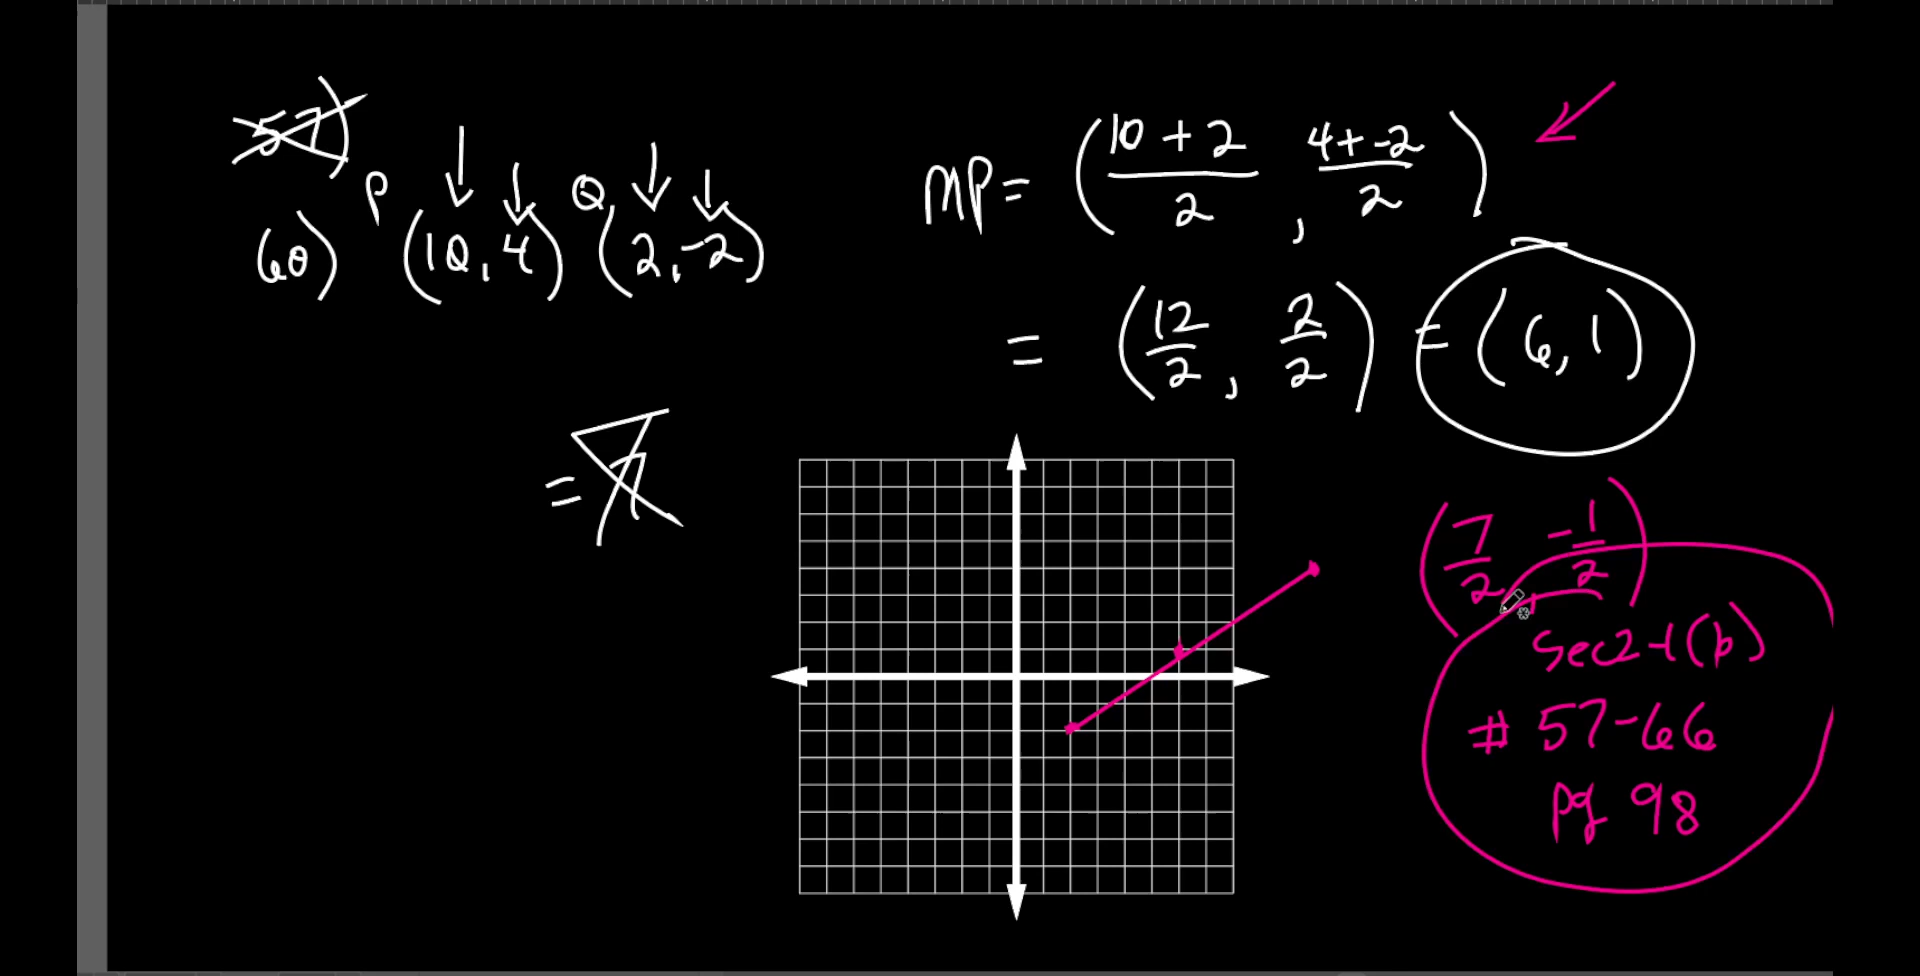 57)
P Q
60) (10, 4) (2, -2)
MP = (10 + 2 / 2 , 4 + -2 / 2)
= (12/2 , 2/2) = (6, 1)
= 7
(7/2 , -1/2)
Sec 2-1 (b)
# 57-66
pg 98